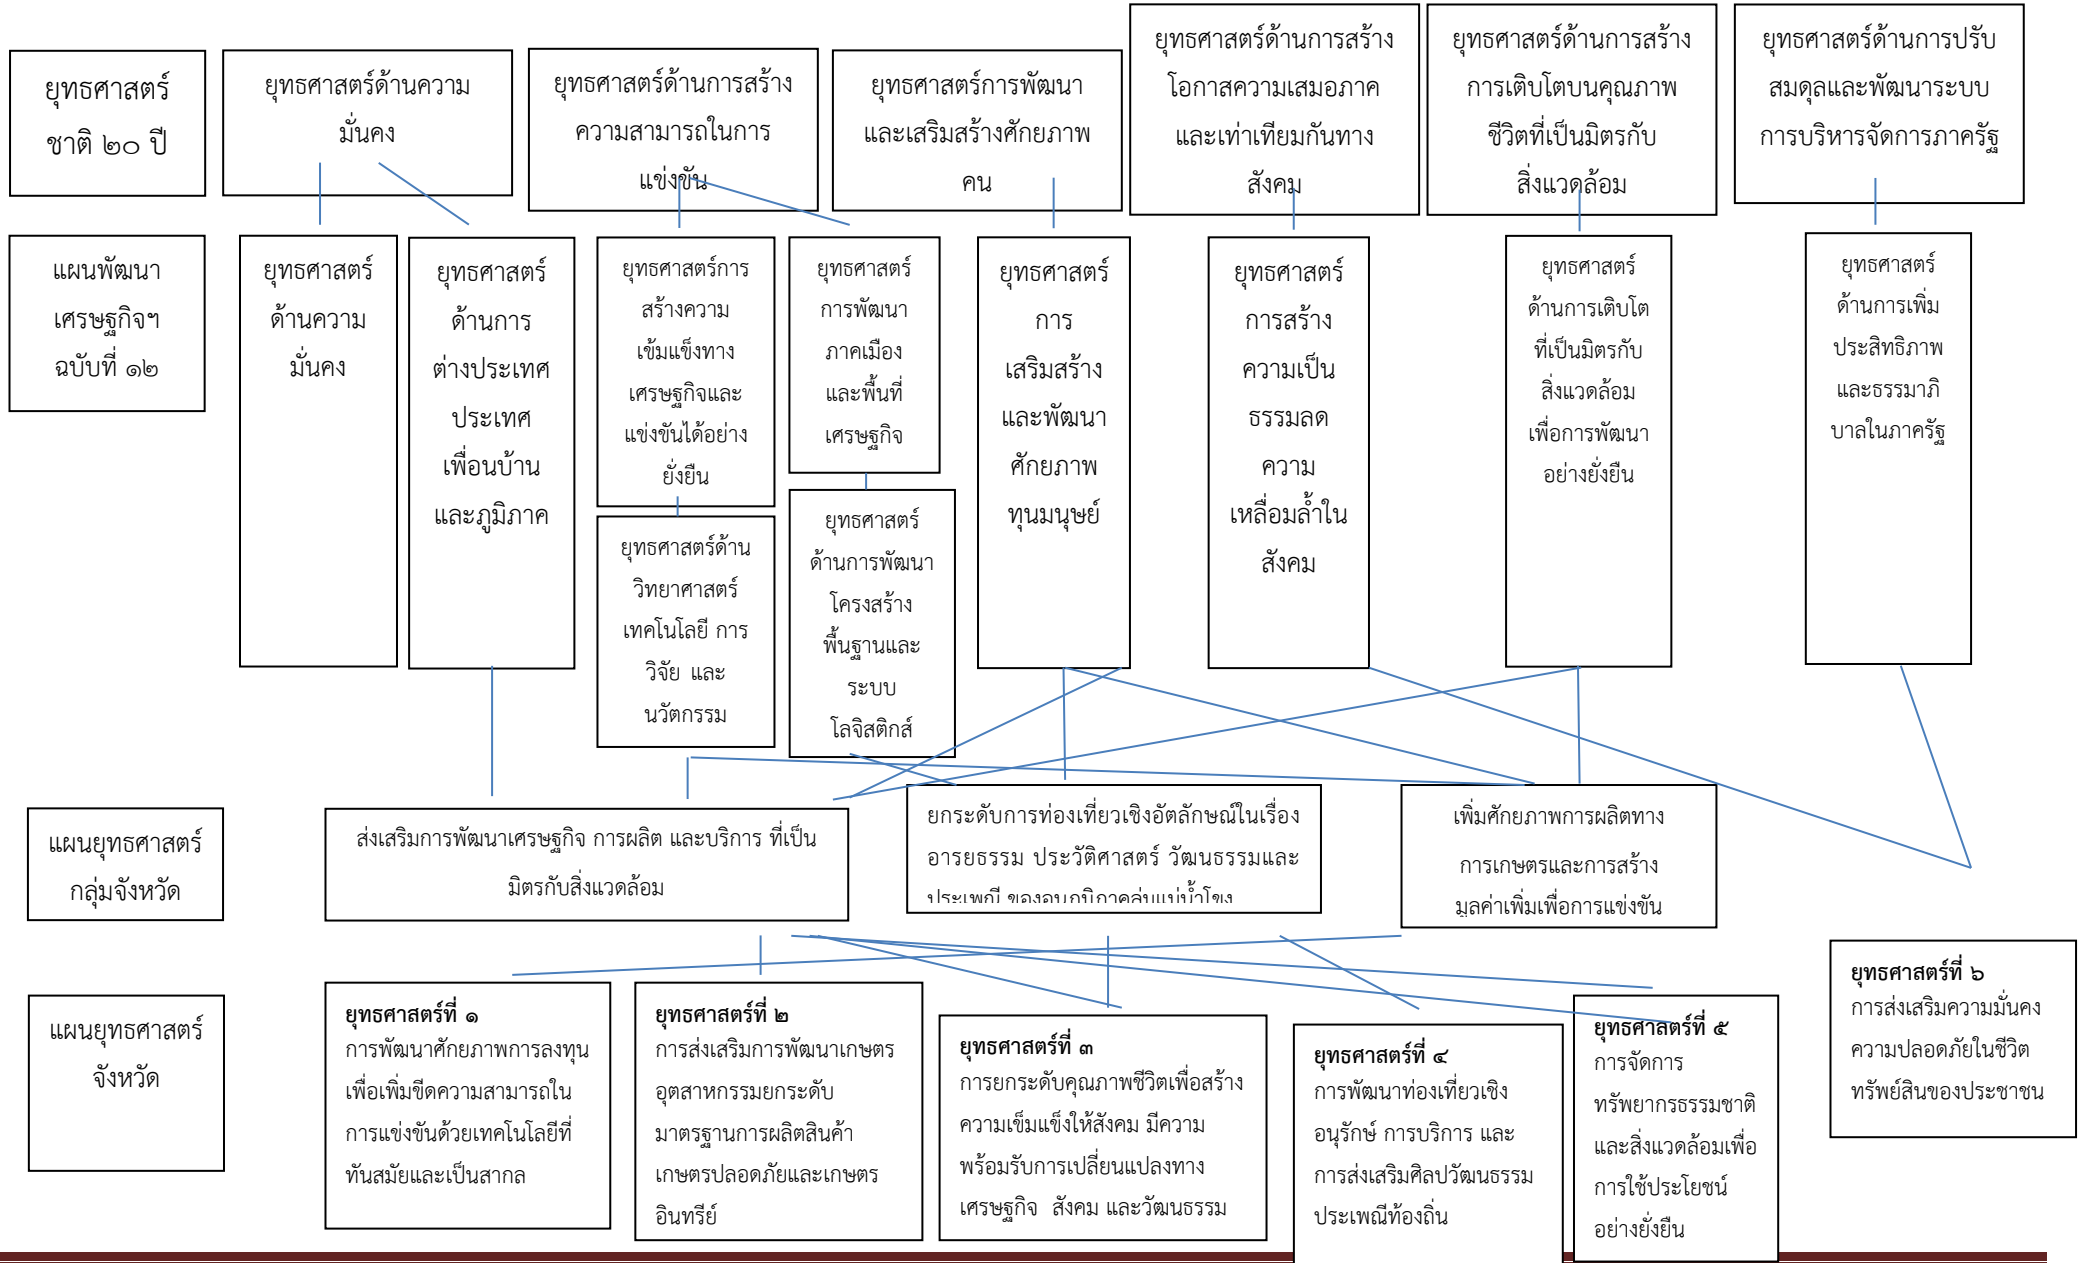 ยุทธศาสตร์
ชาติ ๒๐ ปี
ยุทธศาสตร์ด้านความ
มั่นคง
ยุทธศาสตร์ด้านการสร้าง
ความสามารถในการ
แข่งขัน
ยุทธศาสตร์การพัฒนา
และเสริมสร้างศักยภาพ
คน
ยุทธศาสตร์ด้านการสร้าง
โอกาสความเสมอภาค
และเท่าเทียมกันทาง
สังคม
ยุทธศาสตร์ด้านการสร้าง
การเติบโตบนคุณภาพ
ชีวิตที่เป็นมิตรกับ
สิ่งแวดล้อม
ยุทธศาสตร์ด้านการปรับ
สมดุลและพัฒนาระบบ
การบริหารจัดการภาครัฐ
แผนพัฒนา
เศรษฐกิจฯ
ฉบับที่ ๑๒
ยุทธศาสตร์
ด้านความ
มั่นคง
ยุทธศาสตร์
ด้านการ
ต่างประเทศ
ประเทศ
เพื่อนบ้าน
และภูมิภาค
ยุทธศาสตร์การ
สร้างความ
เข้มแข็งทาง
เศรษฐกิจและ
แข่งขันได้อย่าง
ยั่งยืน
ยุทธศาสตร์
การพัฒนา
ภาคเมือง
และพื้นที่
เศรษฐกิจ
ยุทธศาสตร์
การ
เสริมสร้าง
และพัฒนา
ศักยภาพ
ทุนมนุษย์
ยุทธศาสตร์
การสร้าง
ความเป็น
ธรรมลด
ความ
เหลื่อมล้ำใน
สังคม
ยุทธศาสตร์
ด้านการเติบโต
ที่เป็นมิตรกับ
สิ่งแวดล้อม
เพื่อการพัฒนา
อย่างยั่งยืน
ยุทธศาสตร์
ด้านการเพิ่ม
ประสิทธิภาพ
และธรรมาภิ
บาลในภาครัฐ
ยุทธศาสตร์ด้าน
วิทยาศาสตร์
เทคโนโลยี การ
วิจัย และ
นวัตกรรม
ยุทธศาสตร์
ด้านการพัฒนา
โครงสร้าง
พื้นฐานและ
ระบบ
โลจิสติกส์
แผนยุทธศาสตร์
กลุ่มจังหวัด
ส่งเสริมการพัฒนาเศรษฐกิจ การผลิต และบริการ ที่เป็น
มิตรกับสิ่งแวดล้อม
ยกระดับการท่องเที่ยวเชิงอัตลักษณ์ในเรื่อง
อารยธรรม ประวัติศาสตร์ วัฒนธรรมและ
ประเพณี ของอนุภูมิภาคลุ่มแม่น้ำโขง
เพิ่มศักยภาพการผลิตทาง
การเกษตรและการสร้าง
มูลค่าเพิ่มเพื่อการแข่งขัน
แผนยุทธศาสตร์
จังหวัด
ยุทธศาสตร์ที่ ๑
การพัฒนาศักยภาพการลงทุน
เพื่อเพิ่มขีดความสามารถใน
การแข่งขันด้วยเทคโนโลยีที่
ทันสมัยและเป็นสากล
ยุทธศาสตร์ที่ ๒
การส่งเสริมการพัฒนาเกษตร
อุตสาหกรรมยกระดับ
มาตรฐานการผลิตสินค้า
เกษตรปลอดภัยและเกษตร
อินทรีย์
ยุทธศาสตร์ที่ ๓
การยกระดับคุณภาพชีวิตเพื่อสร้าง
ความเข็มแข็งให้สังคม มีความ
พร้อมรับการเปลี่ยนแปลงทาง
เศรษฐกิจ สังคม และวัฒนธรรม
ยุทธศาสตร์ที่ ๔
การพัฒนาท่องเที่ยวเชิง
อนุรักษ์ การบริการ และ
การส่งเสริมศิลปวัฒนธรรม
ประเพณีท้องถิ่น
ยุทธศาสตร์ที่ ๕
การจัดการ
ทรัพยากรธรรมชาติ
และสิ่งแวดล้อมเพื่อ
การใช้ประโยชน์
อย่างยั่งยืน
ยุทธศาสตร์ที่ ๖
การส่งเสริมความมั่นคง
ความปลอดภัยในชีวิต
ทรัพย์สินของประชาชน